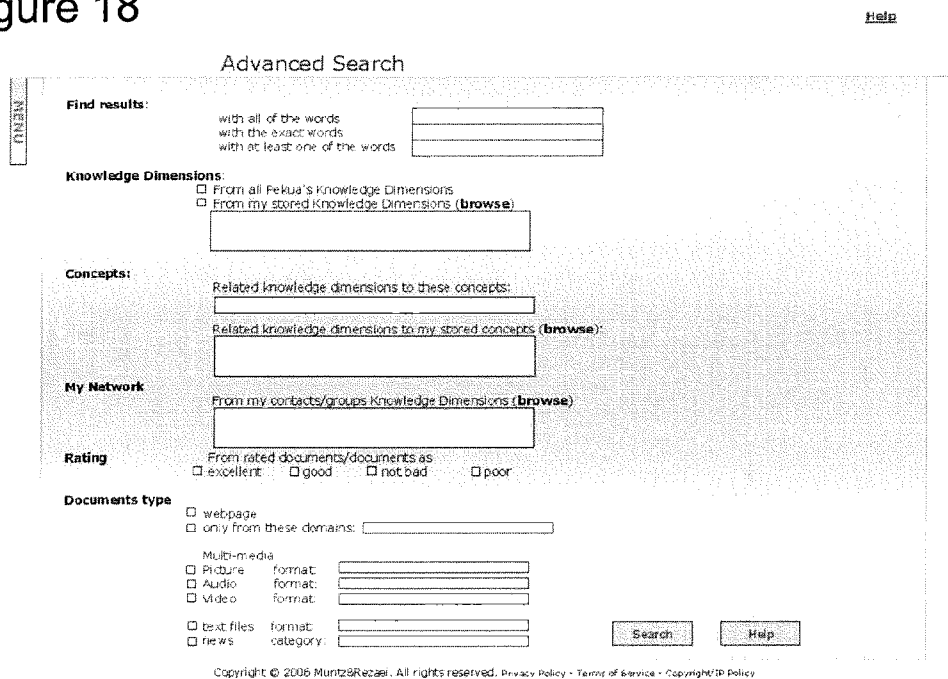 gure 18
Help
Advanced Search
MENU
Find results:
with all of the words
with the exact words
with at least one of the words
Knowledge Dimensions:
From all Pekua's Knowledge Dimensions
From my stored Knowledge Dimensions (browse)
Concepts:
Related knowledge dimensions to these concepts:
Related knowledge dimensions to my stored concepts (browse):
My Network
From my contacts/groups Knowledge Dimensions (browse)
Rating
From rated documents/documents as
excellent good not bad poor
Documents type
webpage
only from these domains:
Multi-media
Picture format:
Audio format:
Video format:
text files format:
news category:
Search Help
Copyright © 2006 Muntz&Rezaei. All rights reserved. Privacy Policy - Terms of Service - Copyright/IP Policy